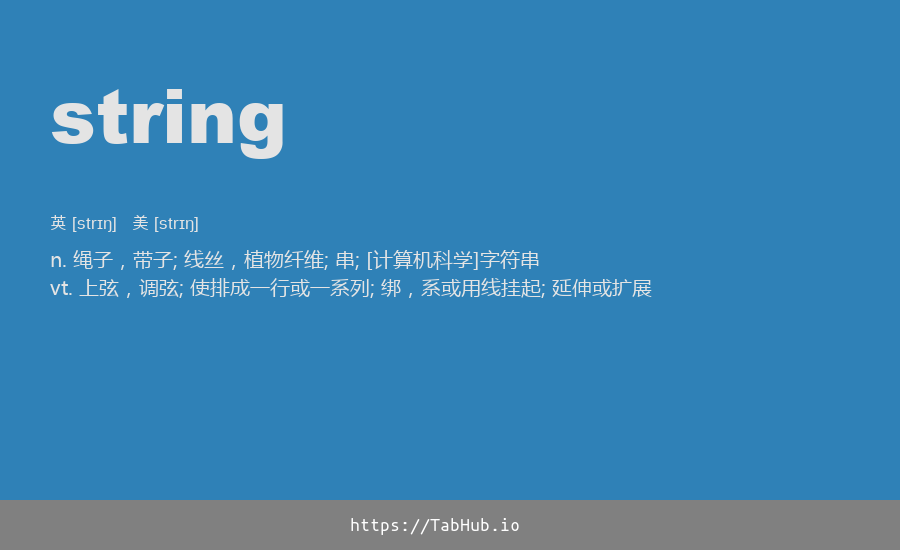 string
英 [strɪŋ] 美 [strɪŋ]
n. 绳子，带子; 线丝，植物纤维; 串; [计算机科学]字符串
vt. 上弦，调弦; 使排成一行或一系列; 绑，系或用线挂起; 延伸或扩展
https://TabHub.io